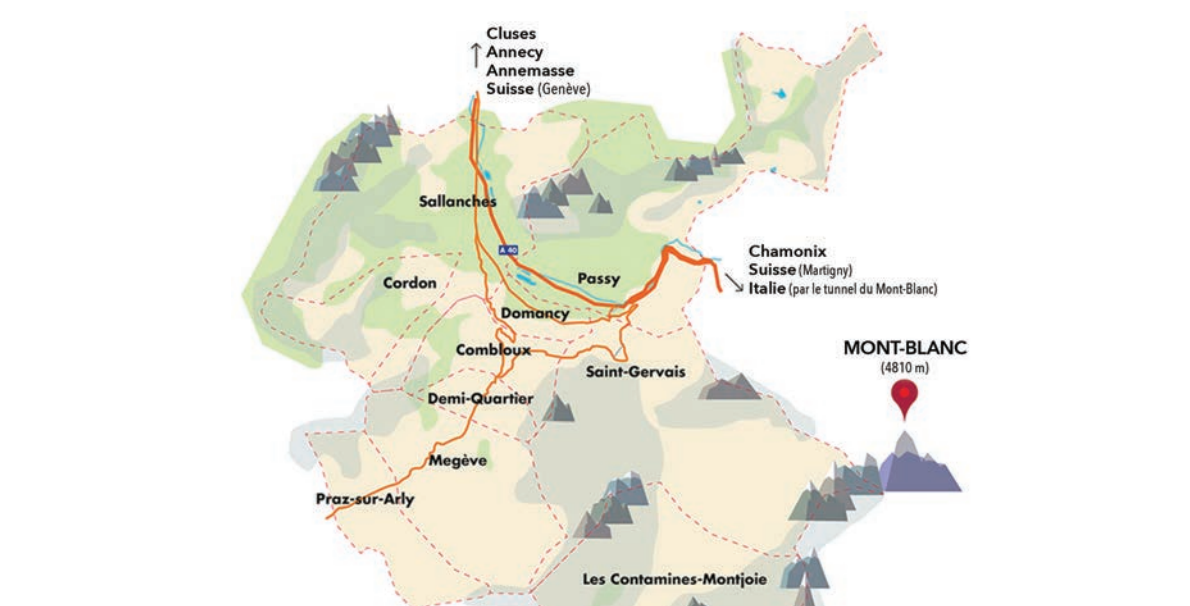 Cluses
Annecy
Annemasse
Suisse (Genève)
Sallanches
A 40
Chamonix
Suisse (Martigny)
Italie (par le tunnel du Mont-Blanc)
Passy
Cordon
Domancy
Combloux
MONT-BLANC
(4810 m)
Saint-Gervais
Demi-Quartier
Megève
Praz-sur-Arly
Les Contamines-Montjoie